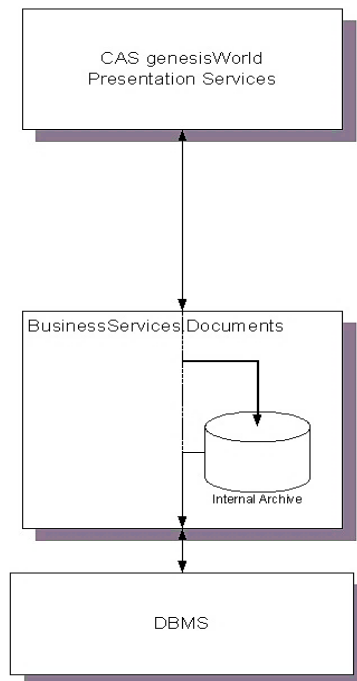 CAS genesisWorld
Presentation Services
BusinessServices.Documents
Internal Archive
DBMS